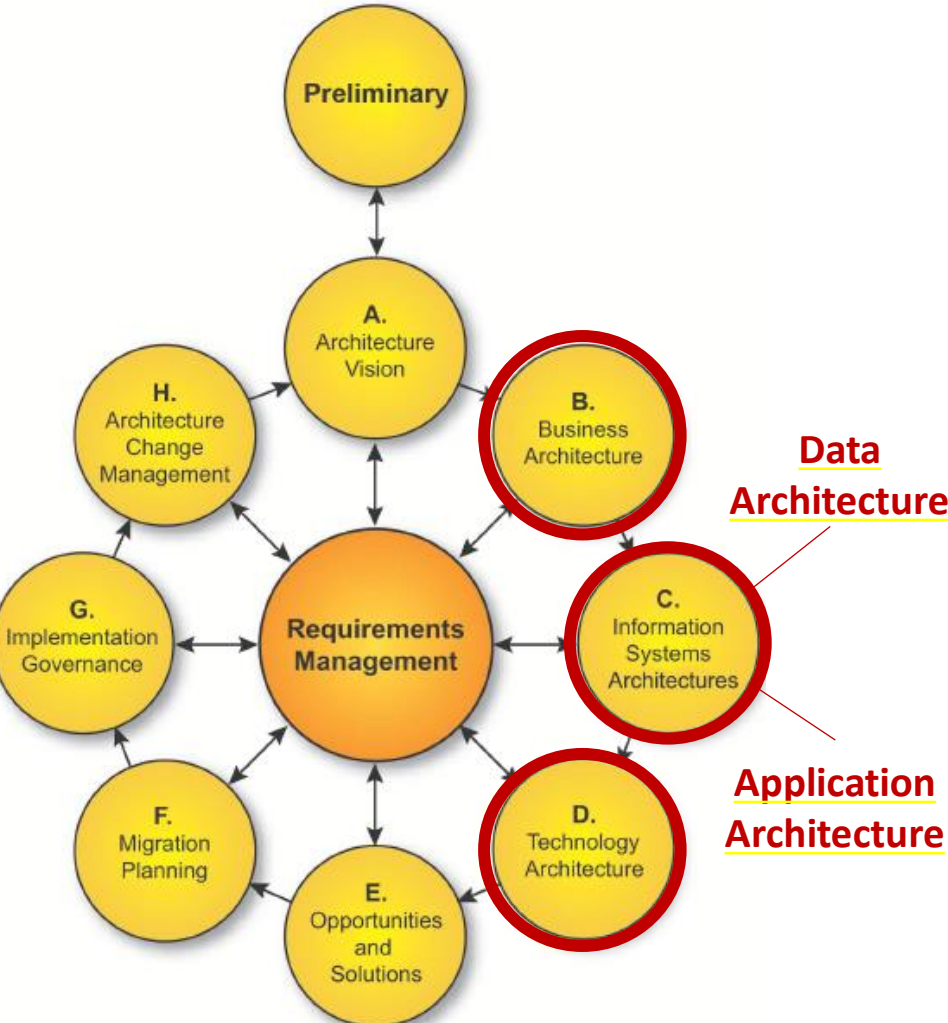 Preliminary
A.
Architecture
Vision
B.
Business
Architecture
H.
Architecture
Change
Management
Data
Architecture
C.
Information
Systems
Architectures
G.
Implementation
Governance
Requirements
Management
Application
Architecture
D.
Technology
Architecture
F.
Migration
Planning
E.
Opportunities
and
Solutions